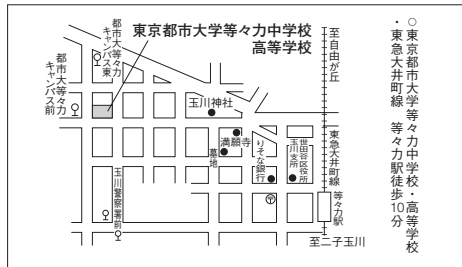 ○東京都市大学等々力中学校・高等学校
・東急大井町線　等々力駅徒歩10分
至自由が丘
東京都市大学等々力中学校
高等学校
都市大等々力
キャンパス東
都市大等々力
キャンパス前
玉川神社
満願寺
墓地
りそな銀行
世田谷区役所
玉川支所
東急大井町線
等々力駅
玉川警察署前
至二子玉川